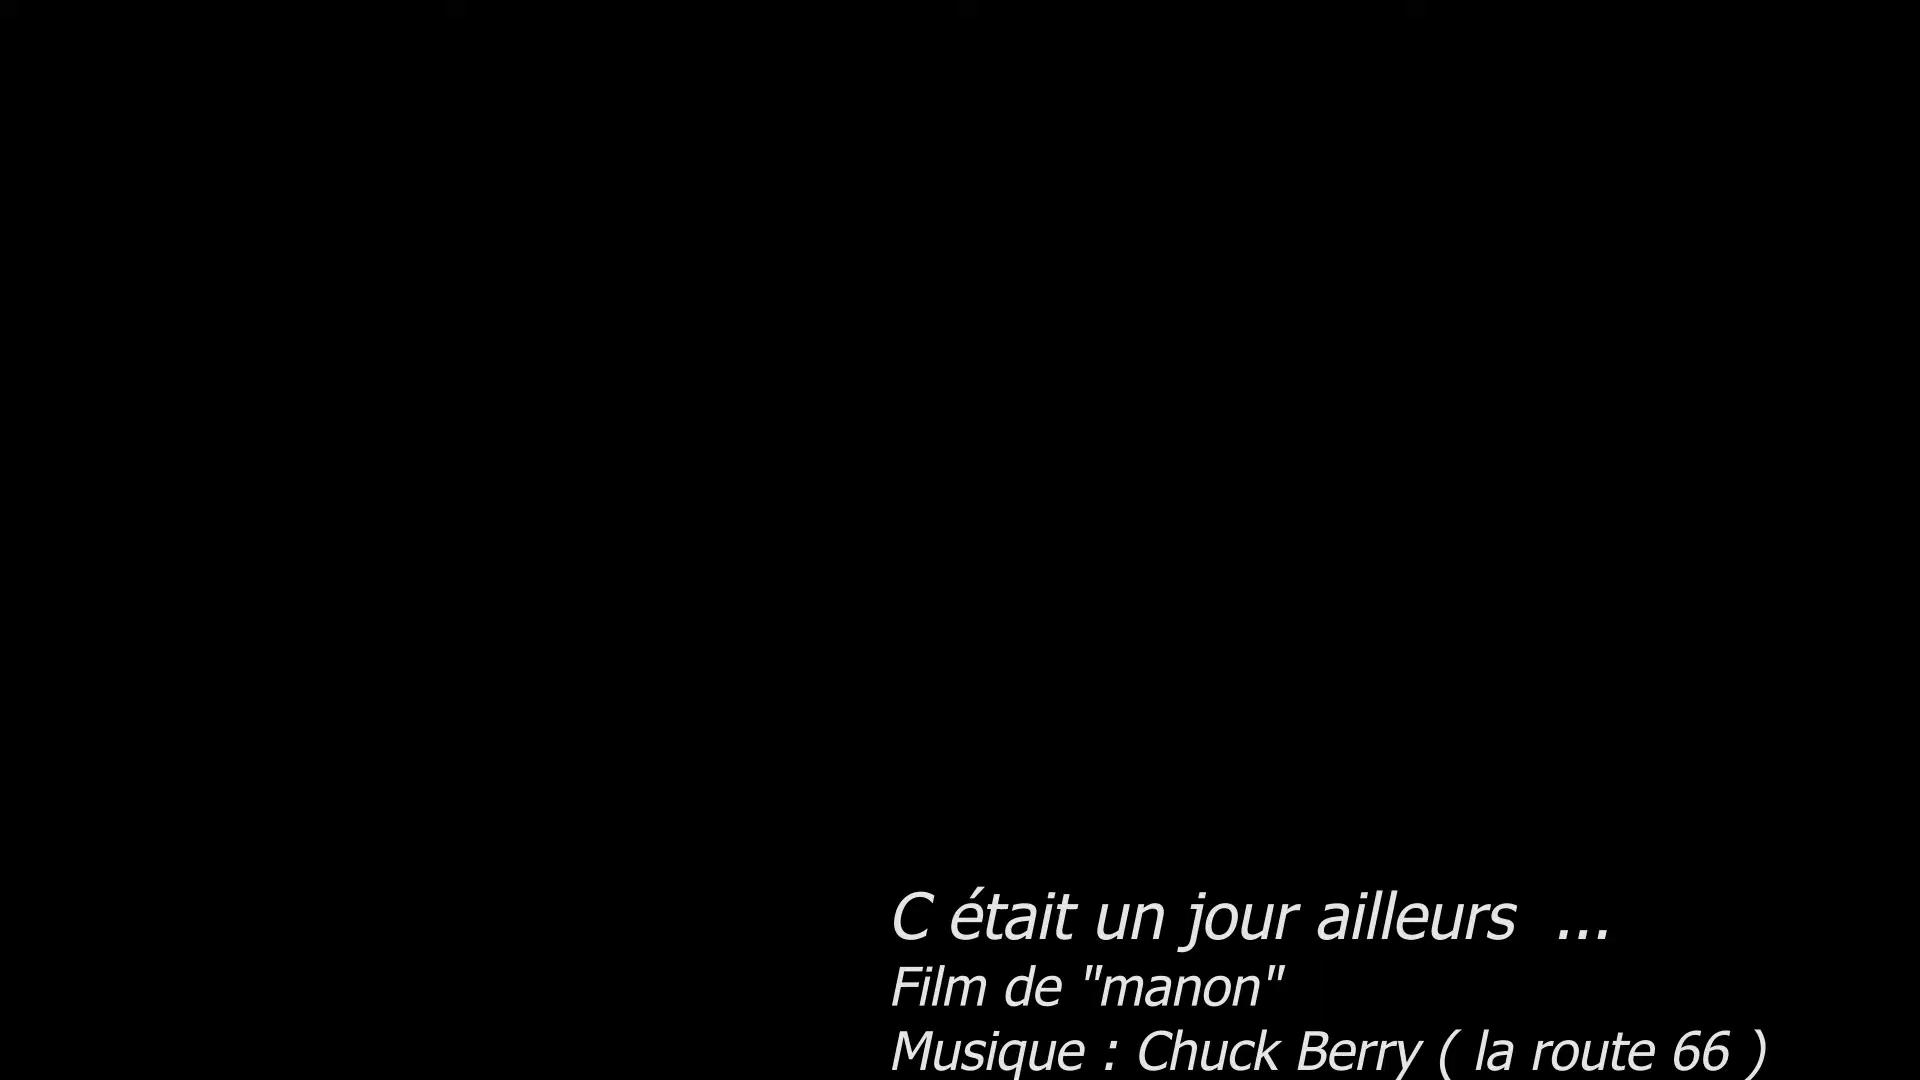 C était un jour ailleurs  ...
Film de "manon"
Musique : Chuck Berry ( la route 66 )